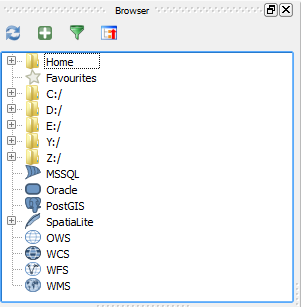 Browser
Home
Favourites
C:/
D:/
E:/
Y:/
Z:/
MSSQL
Oracle
PostGIS
SpatiaLite
OWS
WCS
WFS
WMS